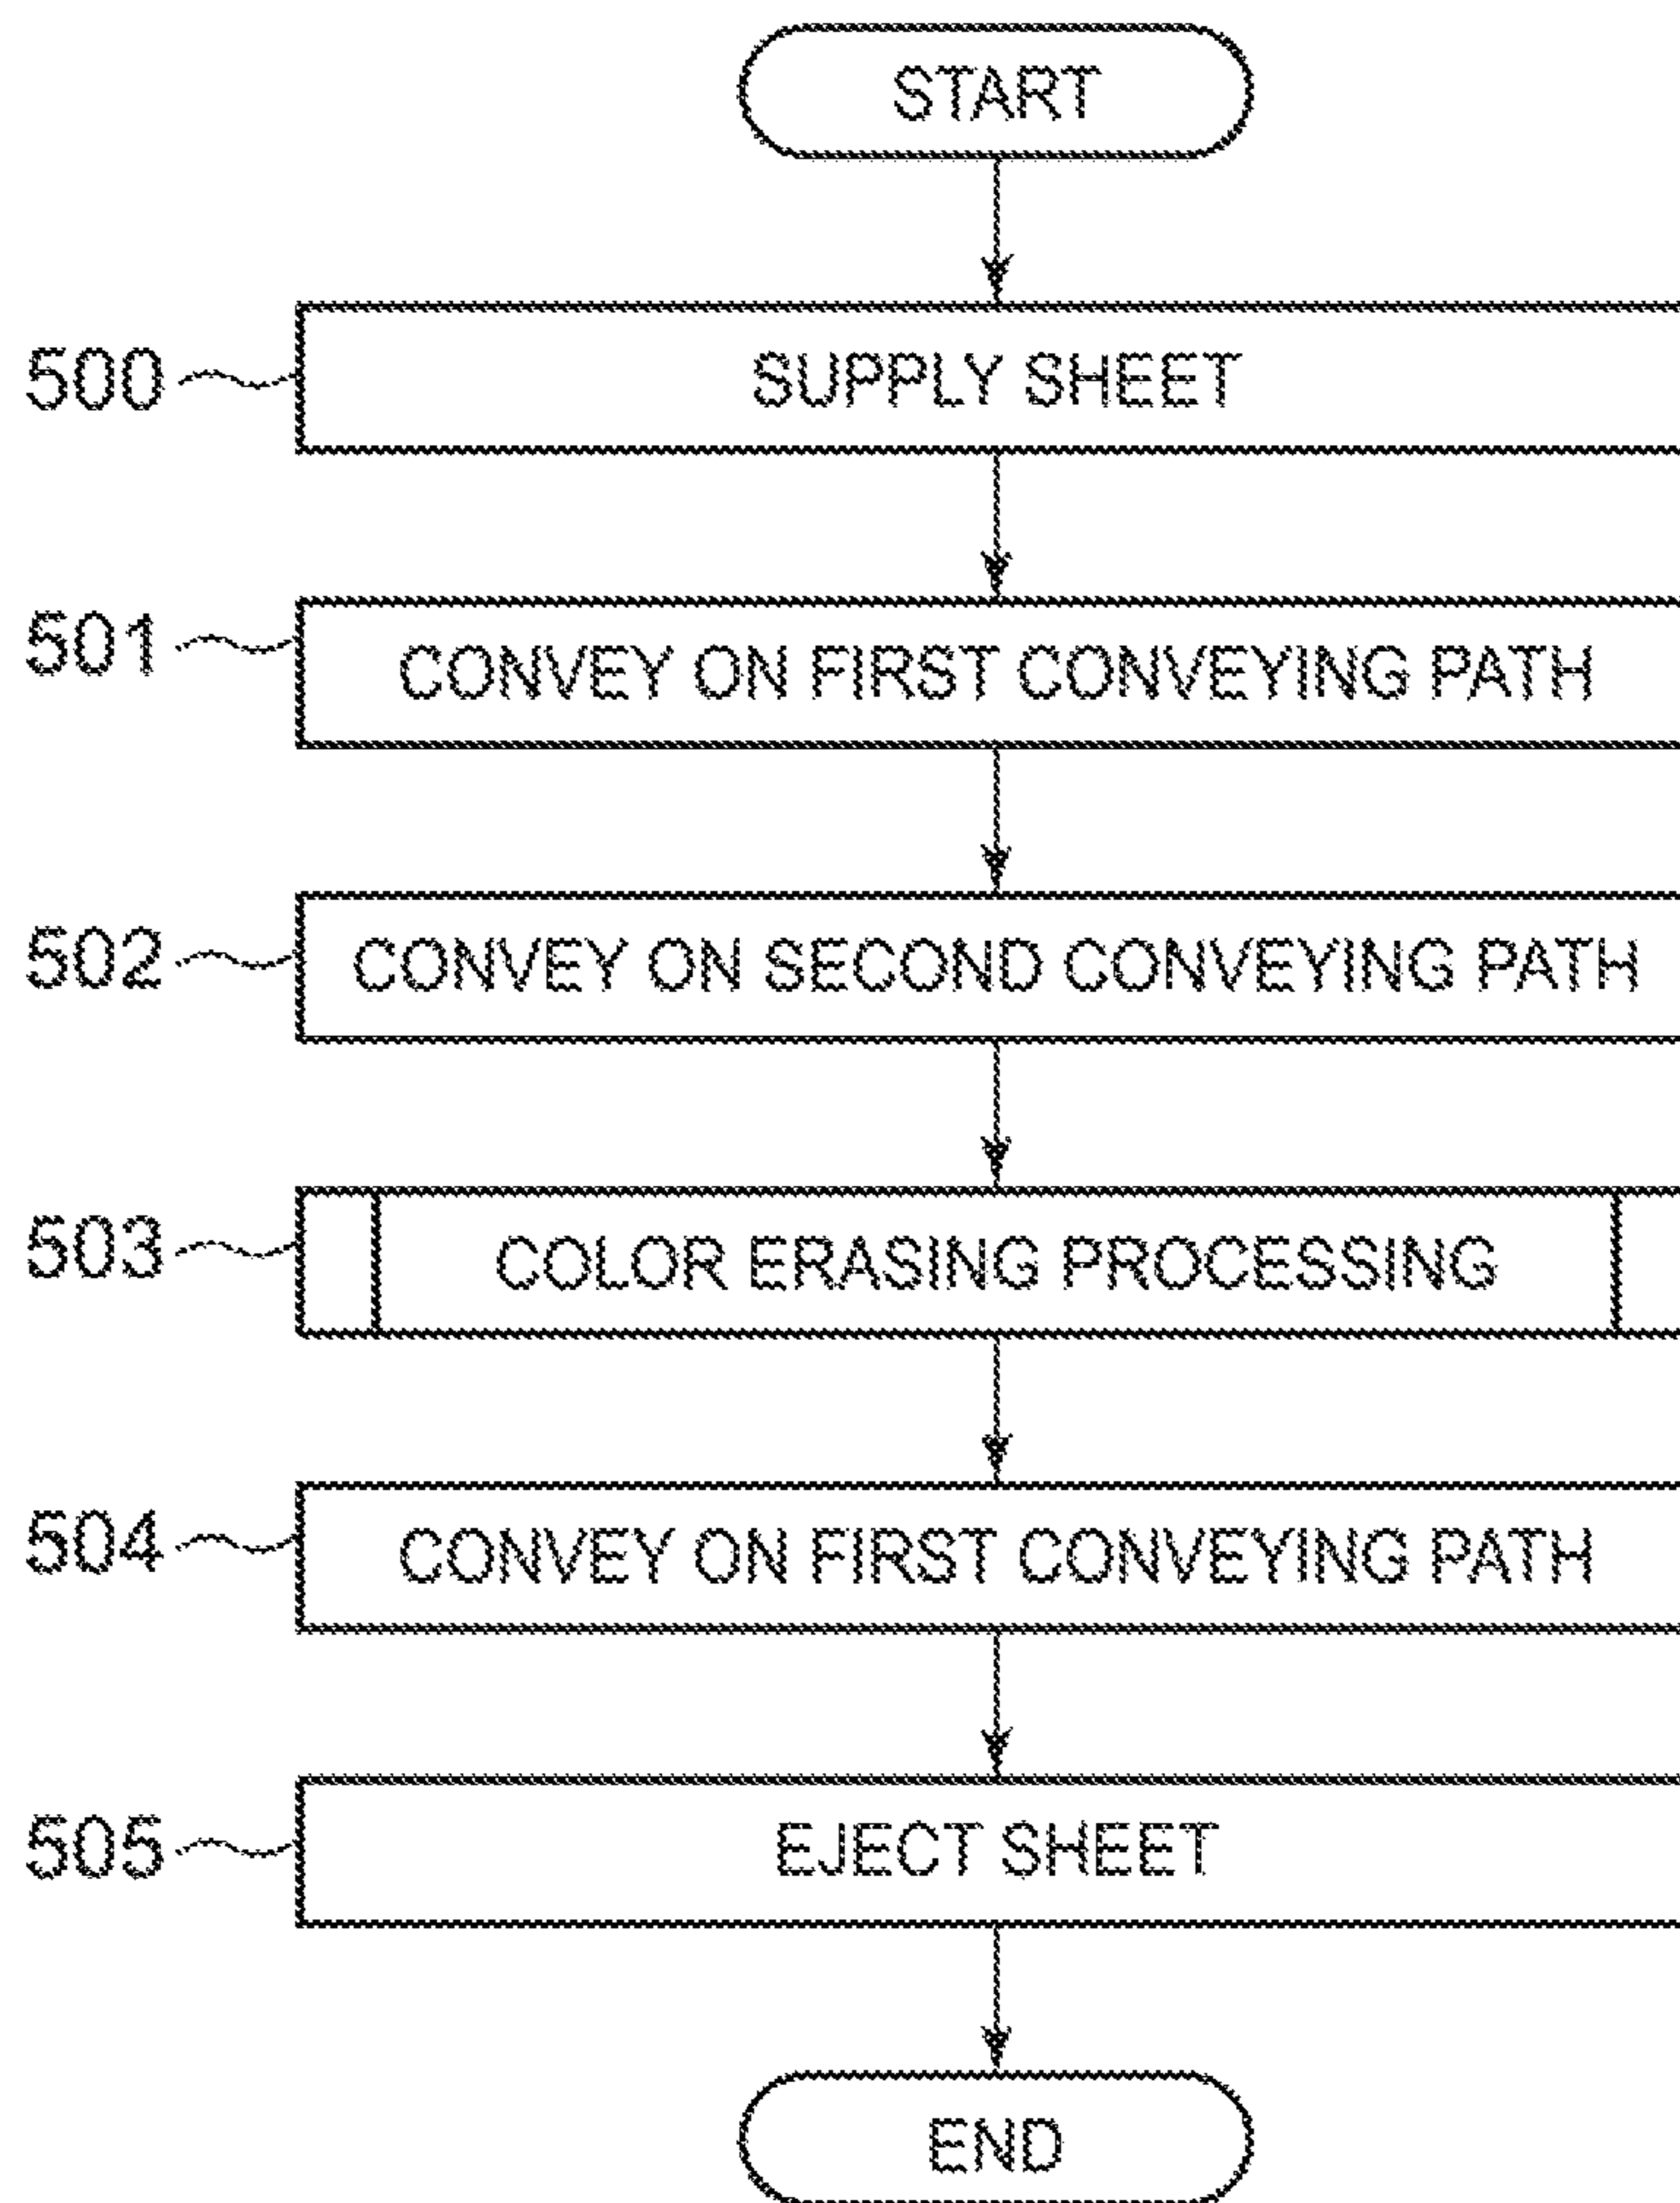 START
500 SUPPLY SHEET
501 CONVEY ON FIRST CONVEYING PATH
502 CONVEY ON SECOND CONVEYING PATH
503 COLOR ERASING PROCESSING
504 CONVEY ON FIRST CONVEYING PATH
505 EJECT SHEET
END